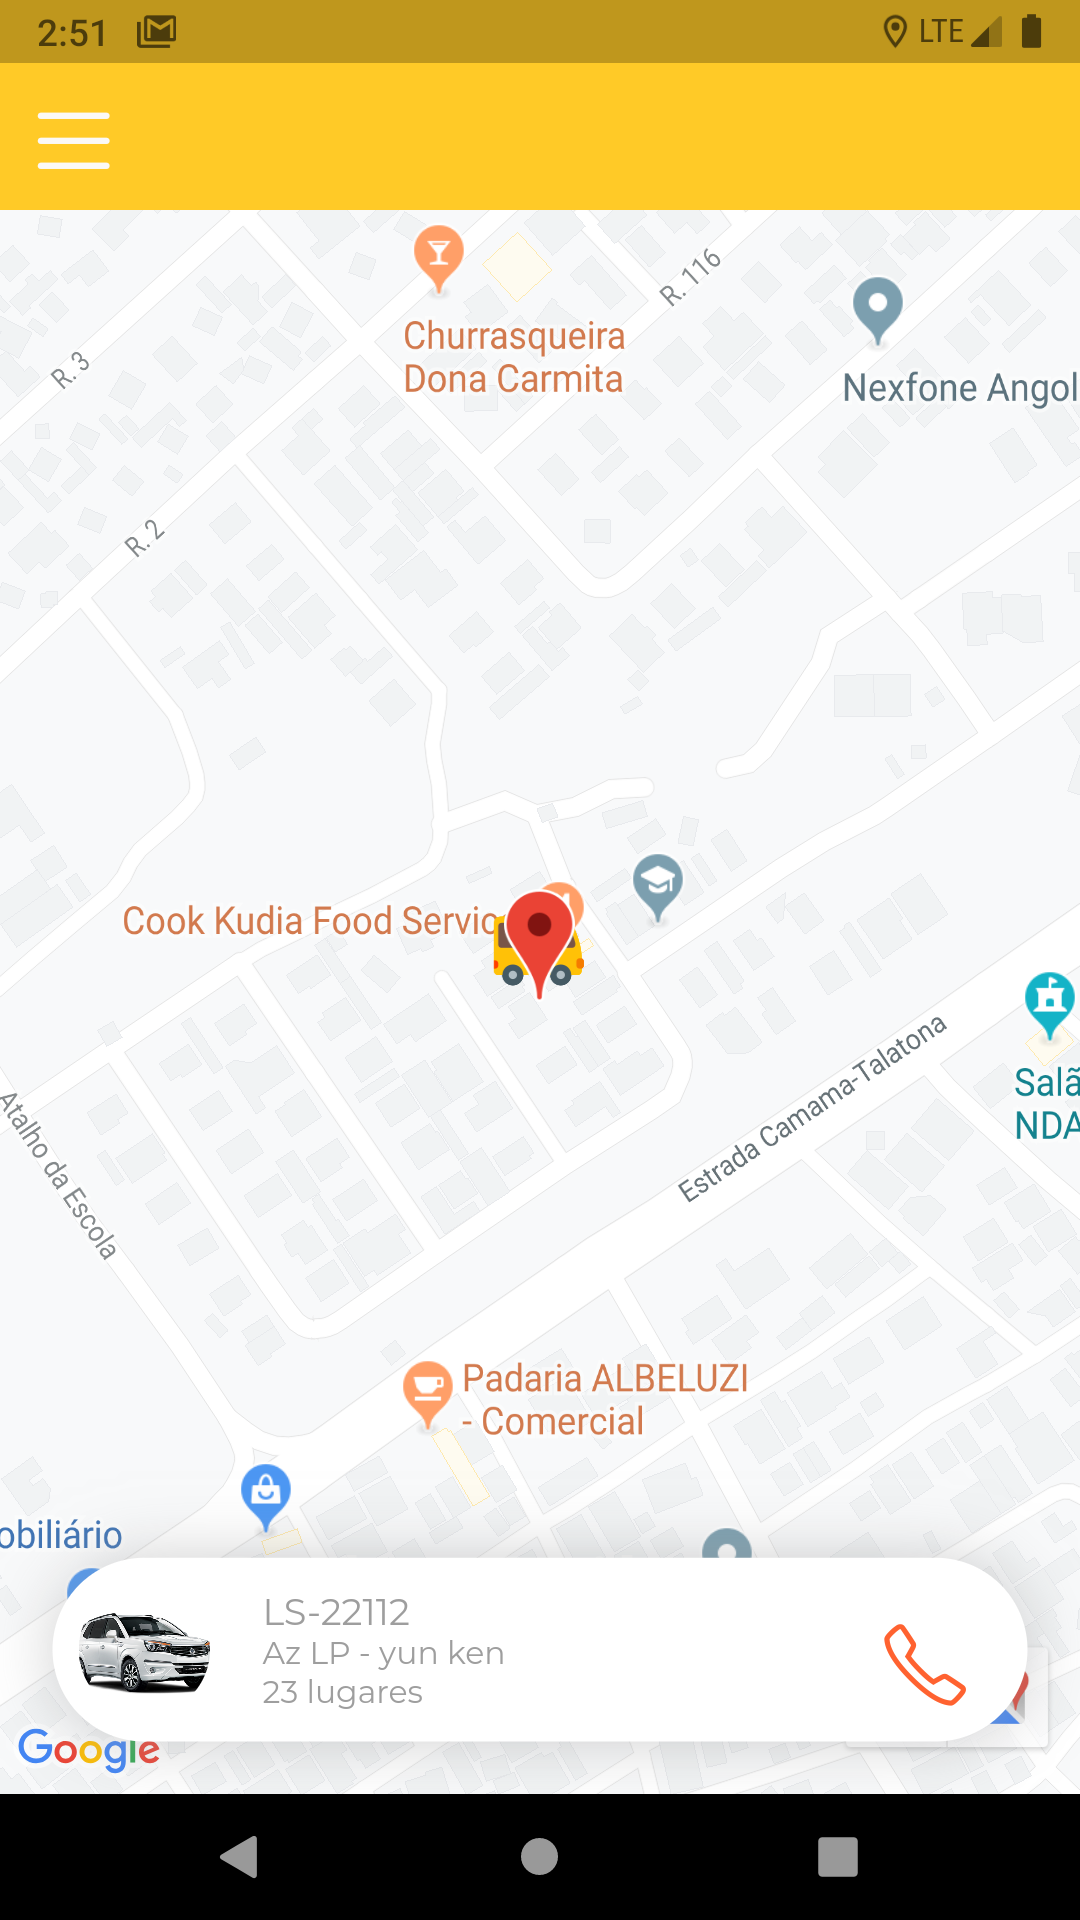 2:51
LTE
R. 116
Churrasqueira
Dona Carmita
R. 3
Nexfone Angol
R. 2
Cook Kudia Food Servic
Salã
NDA
Estrada Camama-Talatona
Atalho da Escola
Padaria ALBELUZI
- Comercial
obiliário
LS-22112
Az LP - yun ken
23 lugares
Google